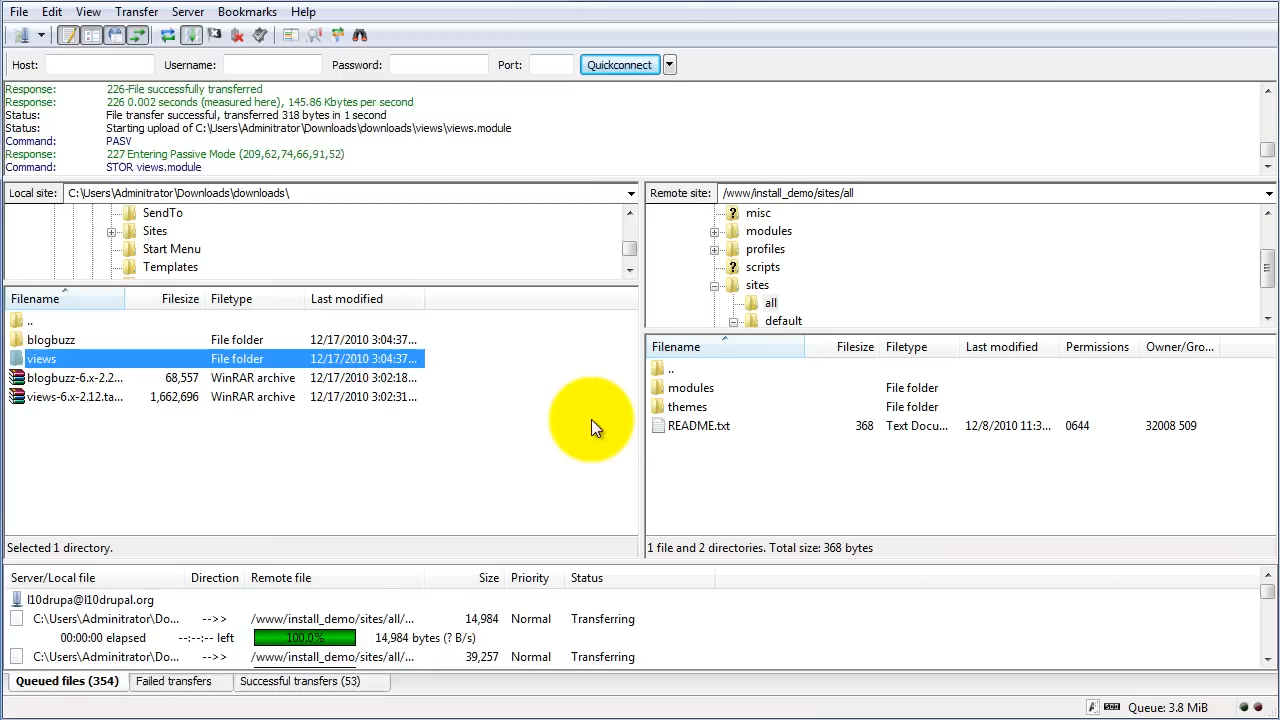 File Edit View Transfer Server Bookmarks Help
Host: Username: Password: Port: Quickconnect
Response: 226-File successfully transferred
Response: 226 0.002 seconds (measured here), 145.86 Kbytes per second
Status: File transfer successful, transferred 318 bytes in 1 second
Status: Starting upload of C:\Users\Adminitrator\Downloads\downloads\views\views.module
Command: PASV
Response: 227 Entering Passive Mode (209,62,74,66,91,52)
Command: STOR views.module
Local site: C:\Users\Adminitrator\Downloads\downloads\
SendTo
Sites
Start Menu
Templates
Filename Filesize Filetype Last modified
..
blogbuzz File folder 12/17/2010 3:04:37...
views File folder 12/17/2010 3:04:37...
blogbuzz-6.x-2.2... 68,557 WinRAR archive 12/17/2010 3:02:18...
views-6.x-2.12.ta... 1,662,696 WinRAR archive 12/17/2010 3:02:31...
Selected 1 directory.
Remote site: /www/install_demo/sites/all
misc
modules
profiles
scripts
sites
all
default
Filename Filesize Filetype Last modified Permissions Owner/Gro...
..
modules File folder
themes File folder
README.txt 368 Text Docu... 12/8/2010 11:3... 0644 32008 509
1 file and 2 directories. Total size: 368 bytes
Server/Local file Direction Remote file Size Priority Status
l10drupa@l10drupal.org
C:\Users\Adminitrator\Do... -->> /www/install_demo/sites/all/... 14,984 Normal Transferring
00:00:00 elapsed --:--:-- left 100.0% 14,984 bytes (? B/s)
C:\Users\Adminitrator\Do... -->> /www/install_demo/sites/all/... 39,257 Normal Transferring
Queued files (354) Failed transfers Successful transfers (53)
Queue: 3.8 MiB